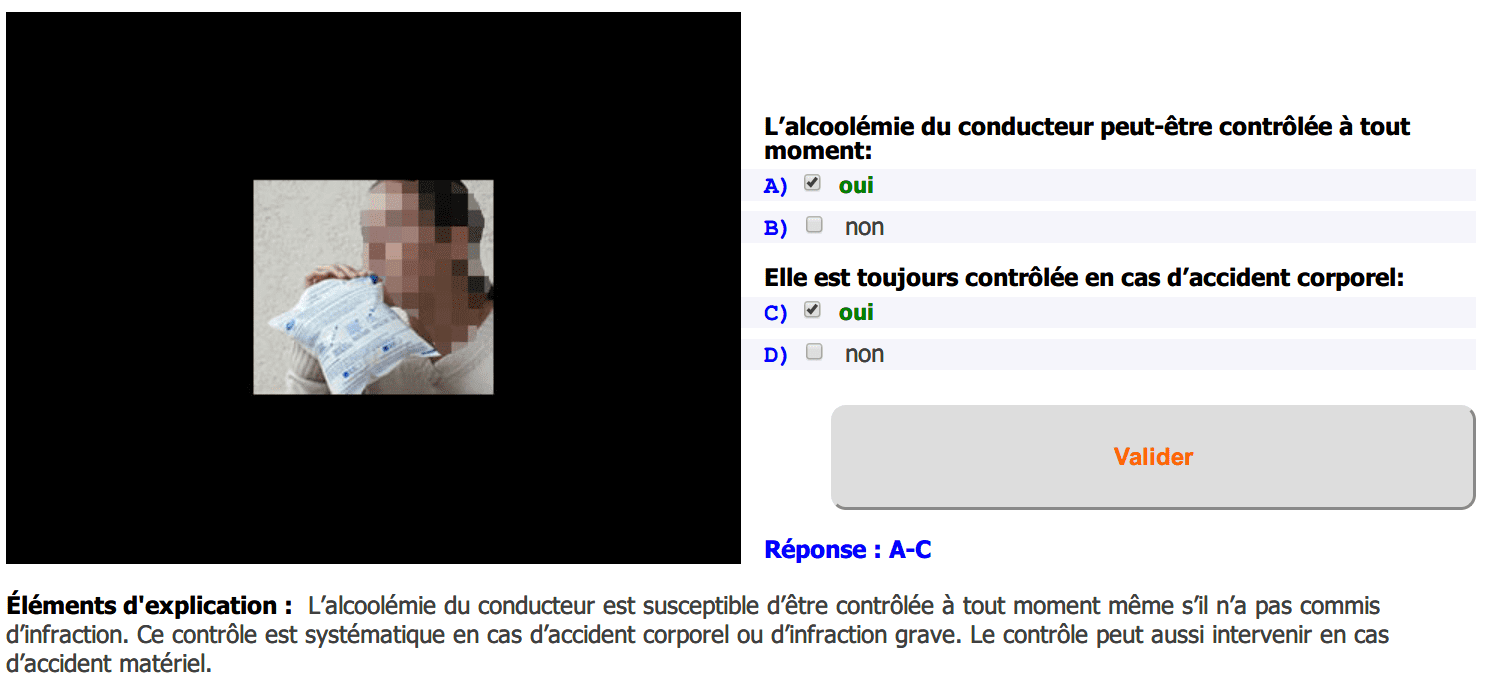 L’alcoolémie du conducteur peut-être contrôlée à tout
moment:
A) oui
B) non
Elle est toujours contrôlée en cas d’accident corporel:
C) oui
D) non
Valider
Réponse : A-C
Éléments d'explication : L’alcoolémie du conducteur est susceptible d’être contrôlée à tout moment même s’il n’a pas commis
d’infraction. Ce contrôle est systématique en cas d’accident corporel ou d’infraction grave. Le contrôle peut aussi intervenir en cas
d’accident matériel.